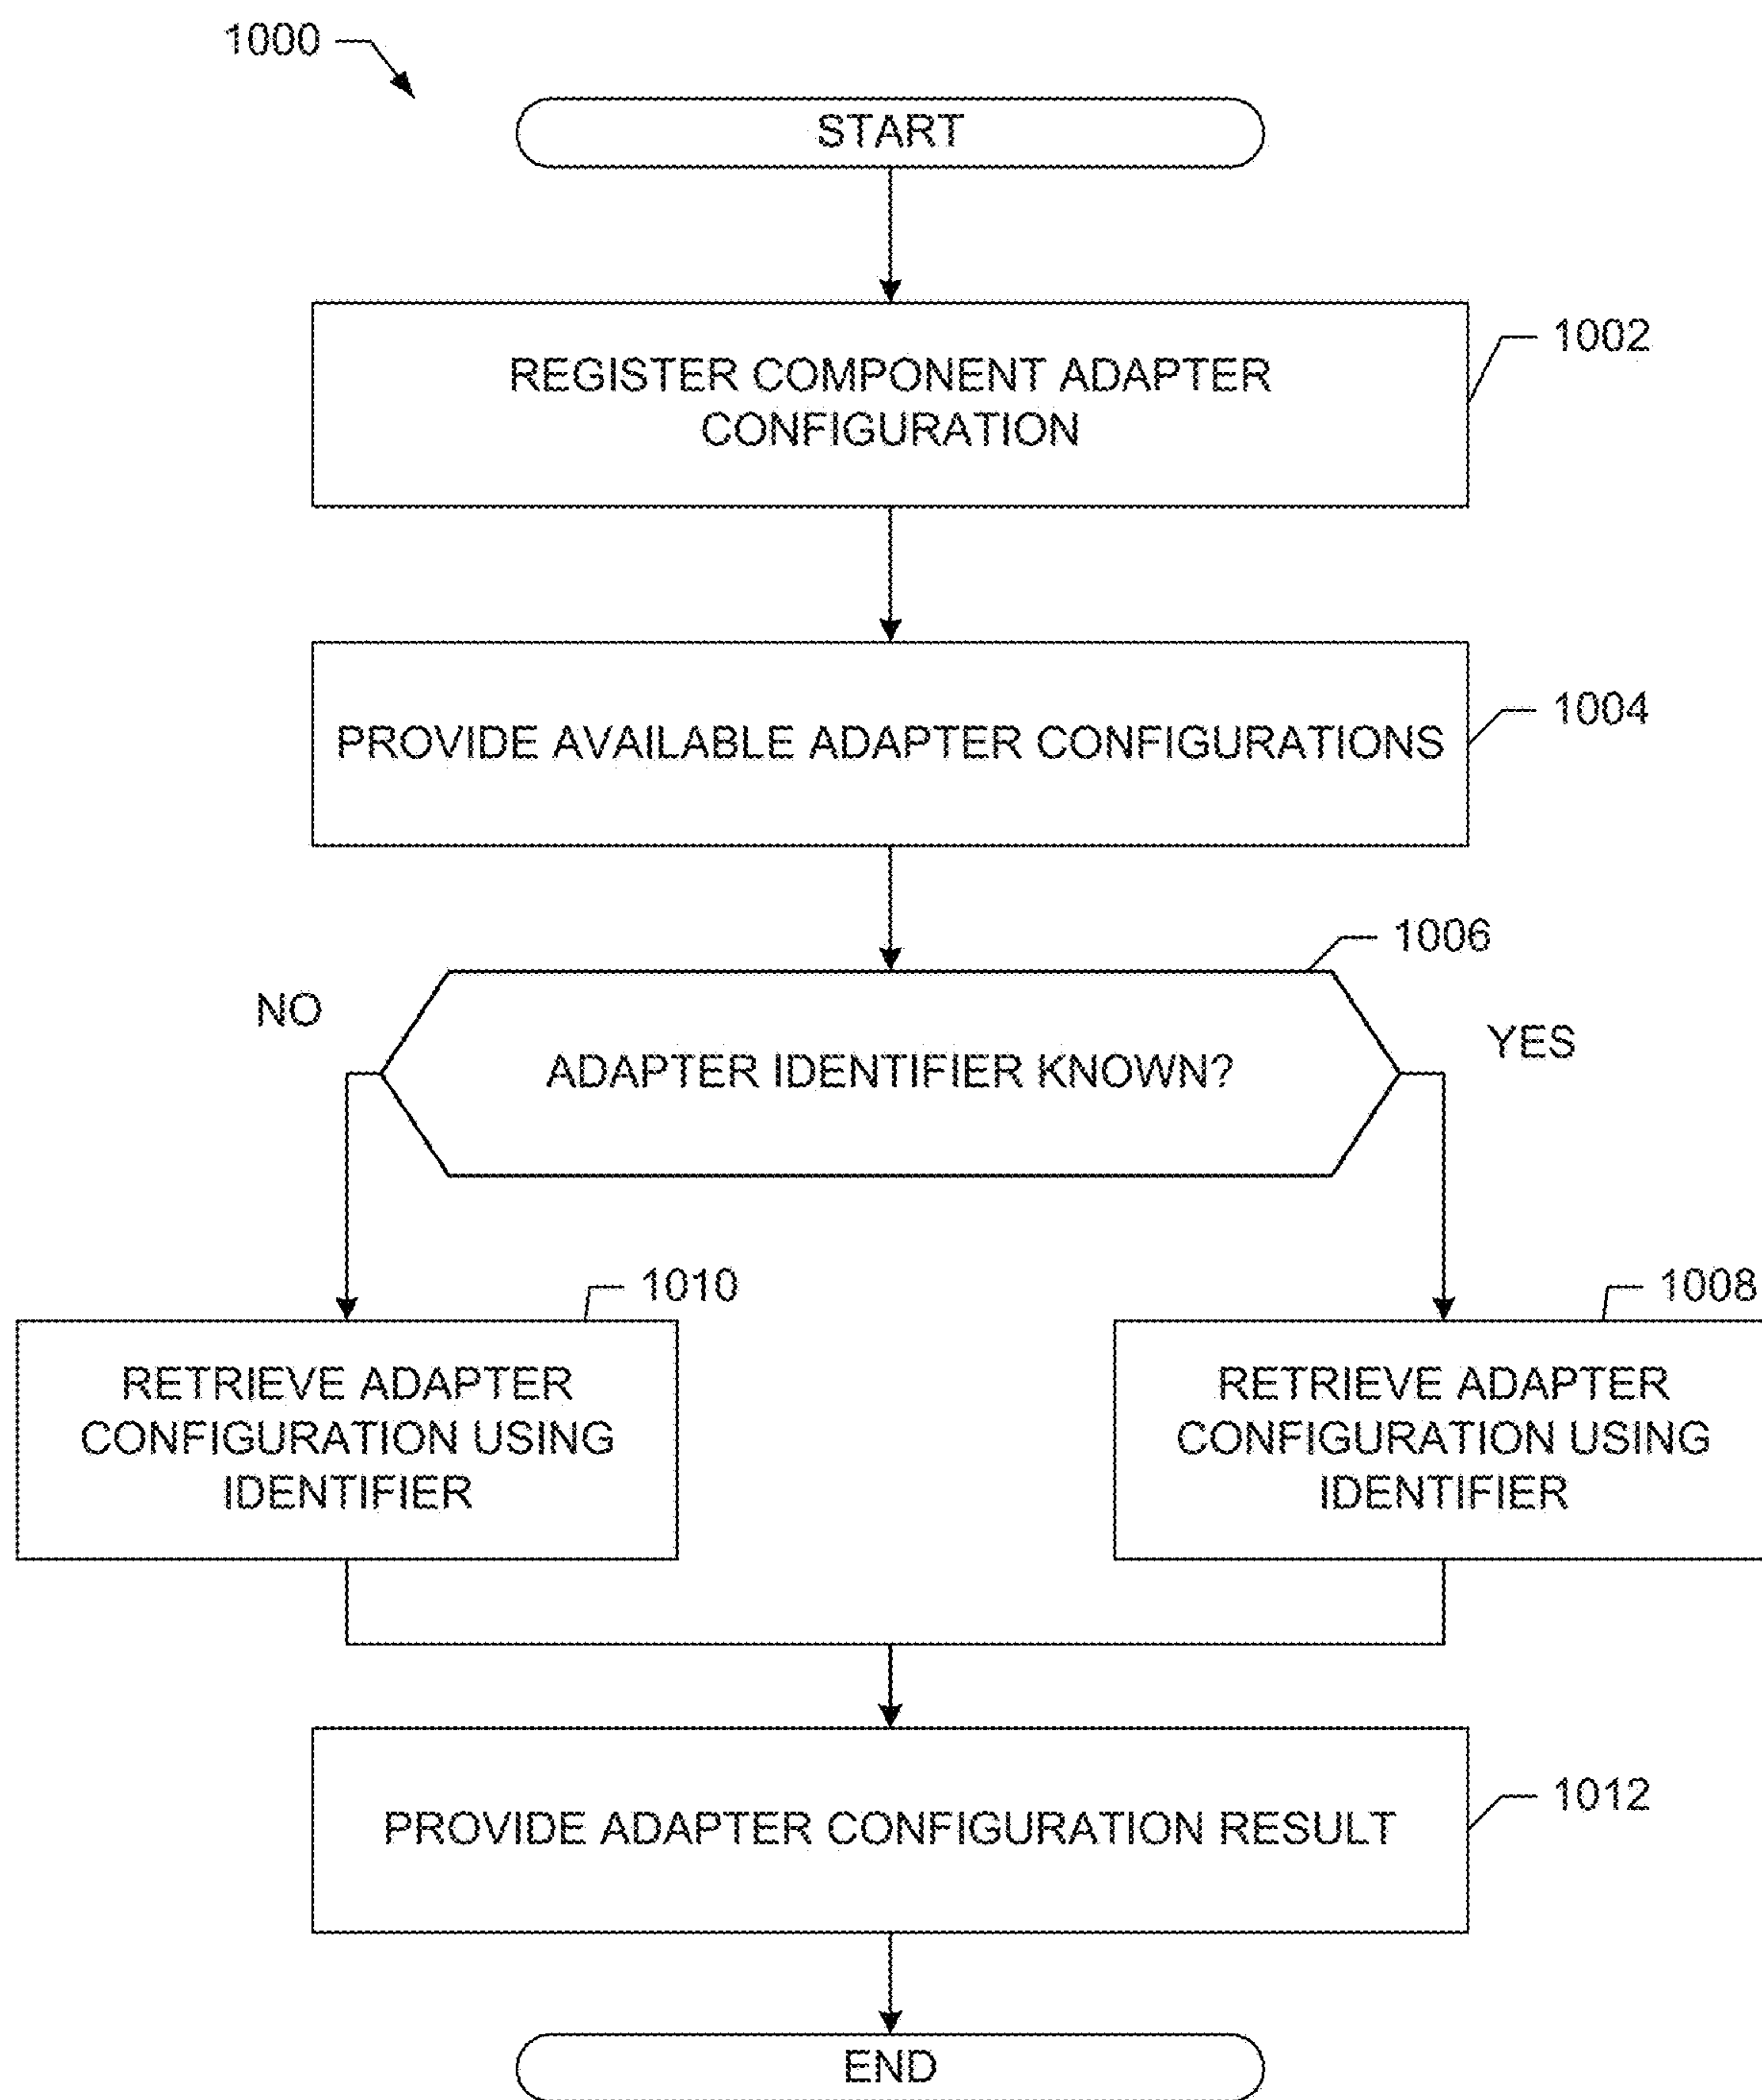 1000
START
REGISTER COMPONENT ADAPTER
CONFIGURATION
1002
PROVIDE AVAILABLE ADAPTER CONFIGURATIONS
1004
1006
NO
YES
ADAPTER IDENTIFIER KNOWN?
1010
1008
RETRIEVE ADAPTER
CONFIGURATION USING
IDENTIFIER
RETRIEVE ADAPTER
CONFIGURATION USING
IDENTIFIER
PROVIDE ADAPTER CONFIGURATION RESULT
1012
END